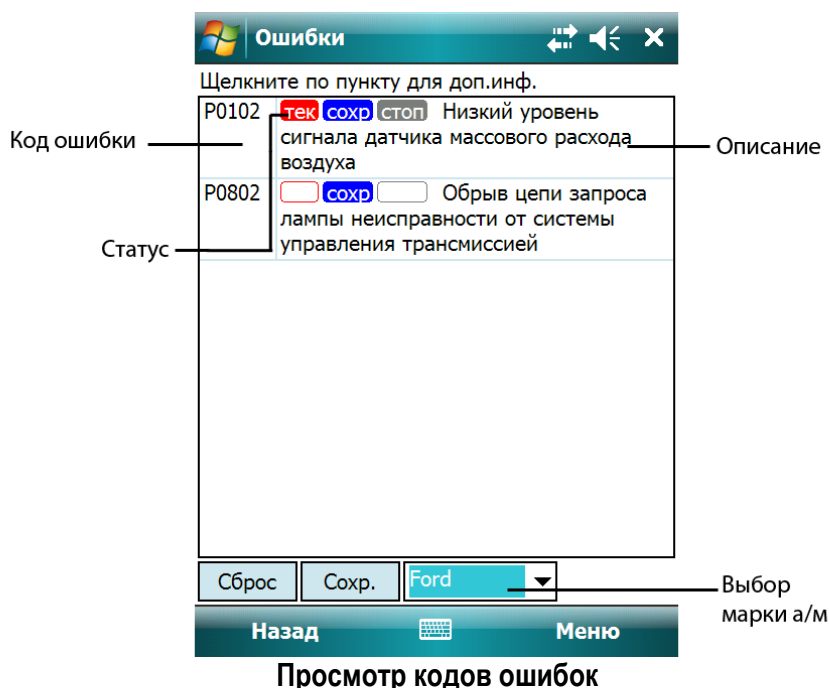 Ошибки
Щелкните по пункту для доп.инф.
P0102 тек сохр стоп Низкий уровень
сигнала датчика массового расхода
воздуха
P0802 сохр Обрыв цепи запроса
лампы неисправности от системы
управления трансмиссией
Код ошибки
Описание
Статус
Сброс Сохр. Ford
Выбор
марки а/м
Назад Меню
Просмотр кодов ошибок